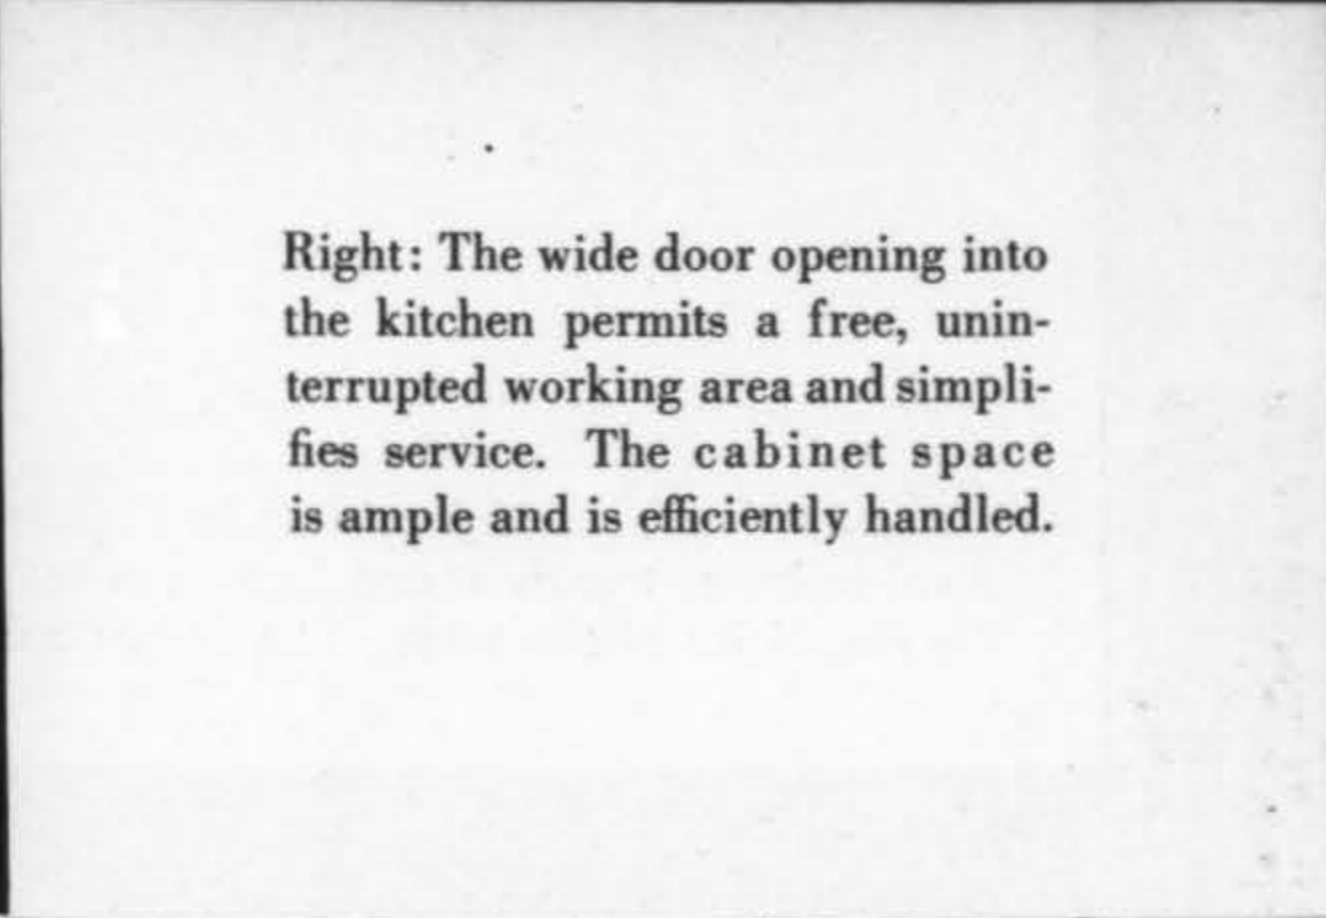 Right: The wide door opening into
the kitchen permits a free, unin-
terrupted working area and simpli-
fies service. The cabinet space
is ample and is efficiently handled.